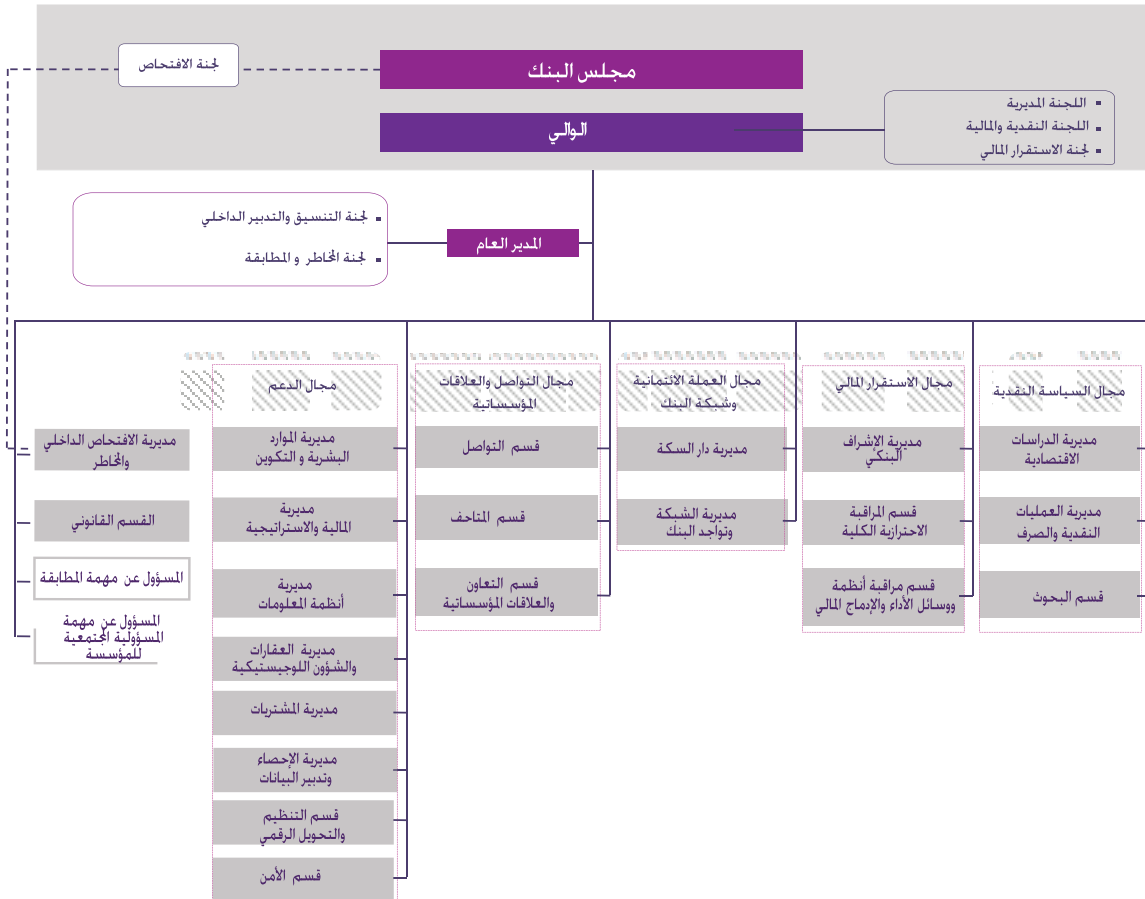 مجلس البنك
لجنة الافتحاص
الوالي
اللجنة المديرية
اللجنة النقدية والمالية
لجنة الاستقرار المالي
المدير العام
لجنة التنسيق والتدبير الداخلي
لجنة المخاطر و المطابقة
مجال السياسة النقدية
مديرية الدراسات
الاقتصادية
مديرية العمليات
النقدية والصرف
قسم البحوث
مجال الاستقرار المالي
مديرية الإشراف
البنكي
قسم المراقبة
الاحترازية الكلية
قسم مراقبة أنظمة
ووسائل الأداء والإدماج المالي
مجال العملة الائتمانية
وشبكة البنك
مديرية دار السكة
مديرية الشبكة
وتواجد البنك
مجال التواصل والعلاقات
المؤسساتية
قسم التواصل
قسم المتاحف
قسم التعاون
والعلاقات المؤسساتية
مجال الدعم
مديرية الموارد
البشرية و التكوين
مديرية
المالية والاستراتيجية
مديرية
أنظمة المعلومات
مديرية العقارات
والشؤون اللوجيستيكية
مديرية المشتريات
مديرية الإحصاء
وتدبير البيانات
قسم التنظيم
والتحويل الرقمي
قسم الأمن
مديرية الافتحاص الداخلي
والمخاطر
القسم القانوني
المسؤول عن مهمة المطابقة
المسؤول عن مهمة
المسؤولية المجتمعية
للمؤسسة